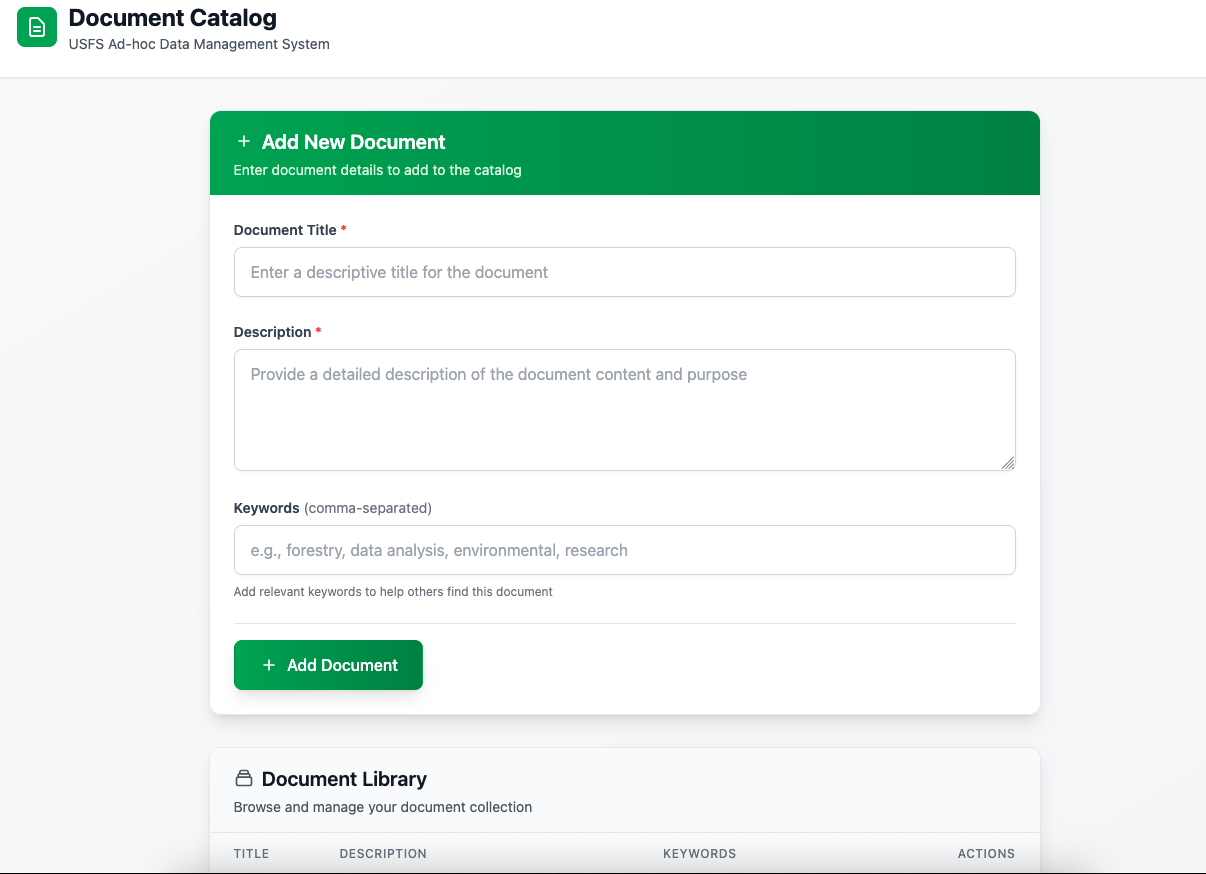 Document Catalog
USFS Ad-hoc Data Management System
+ Add New Document
Enter document details to add to the catalog
Document Title *
Enter a descriptive title for the document
Description *
Provide a detailed description of the document content and purpose
Keywords (comma-separated)
e.g., forestry, data analysis, environmental, research
Add relevant keywords to help others find this document
+ Add Document
Document Library
Browse and manage your document collection
TITLE DESCRIPTION KEYWORDS ACTIONS